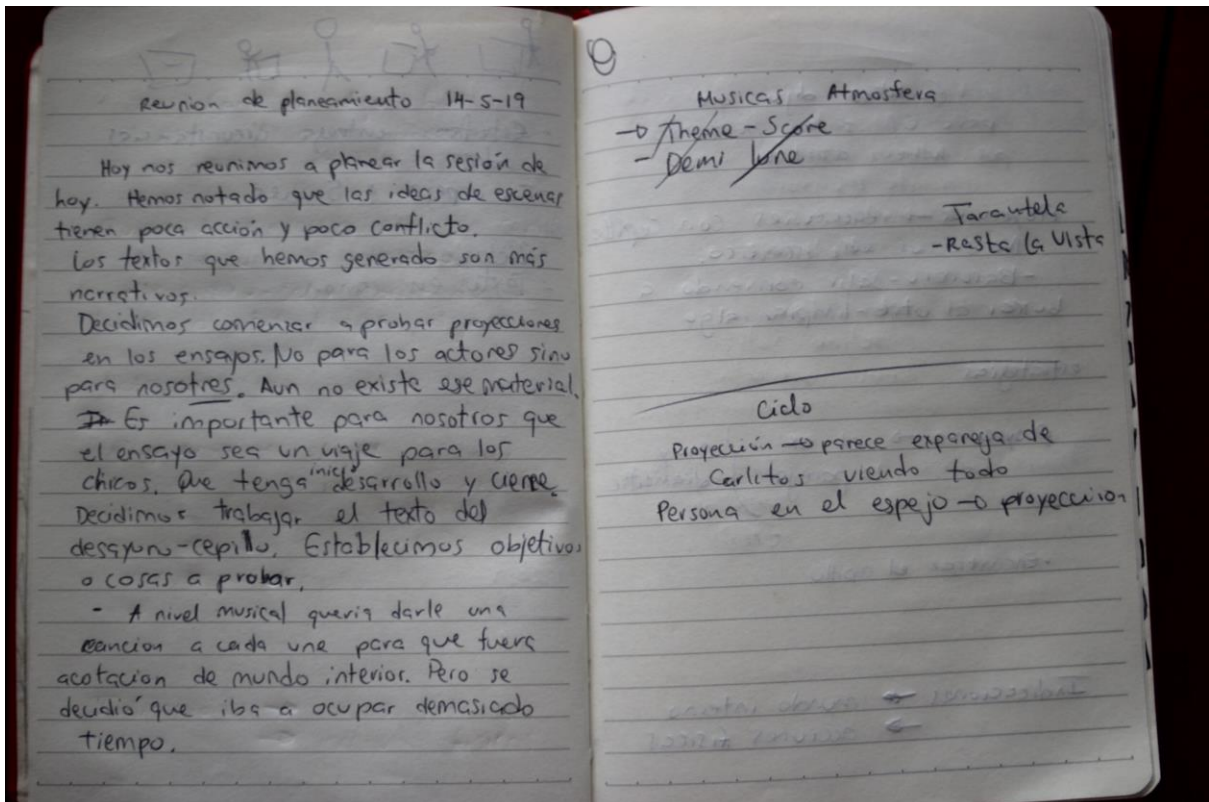 Reunion de planeamiento 14-5-19
Hoy nos reunimos a planear la sesión de
hoy. Hemos notado que las ideas de escenas
tienen poca acción y poco conflicto.
Los textos que hemos generado son más
narrativos.
Decidimos comenzar a probar proyecciones
en los ensayos. No para los actores sino
para nosotres. Aun no existe ese material.
Es importante para nosotros que
el ensayo sea un viaje para los
chicos. Que tenga inicio desarrollo y cierre.
Decidimos trabajar el texto del
desayuno-cepillo. Establecimos objetivos
o cosas a probar.
- A nivel musical queria darle una
cancion a cada une para que fuera
acotacion de mundo interior. Pero se
decidió que iba a ocupar demasiado
tiempo.
Musicas Atmosfera
→ Theme - Score
- Demi lune
Tarantela
- Resta la Vista
Ciclo
Proyección → parece expareja de
Carlitos viendo todo
Persona en el espejo → proyeccion